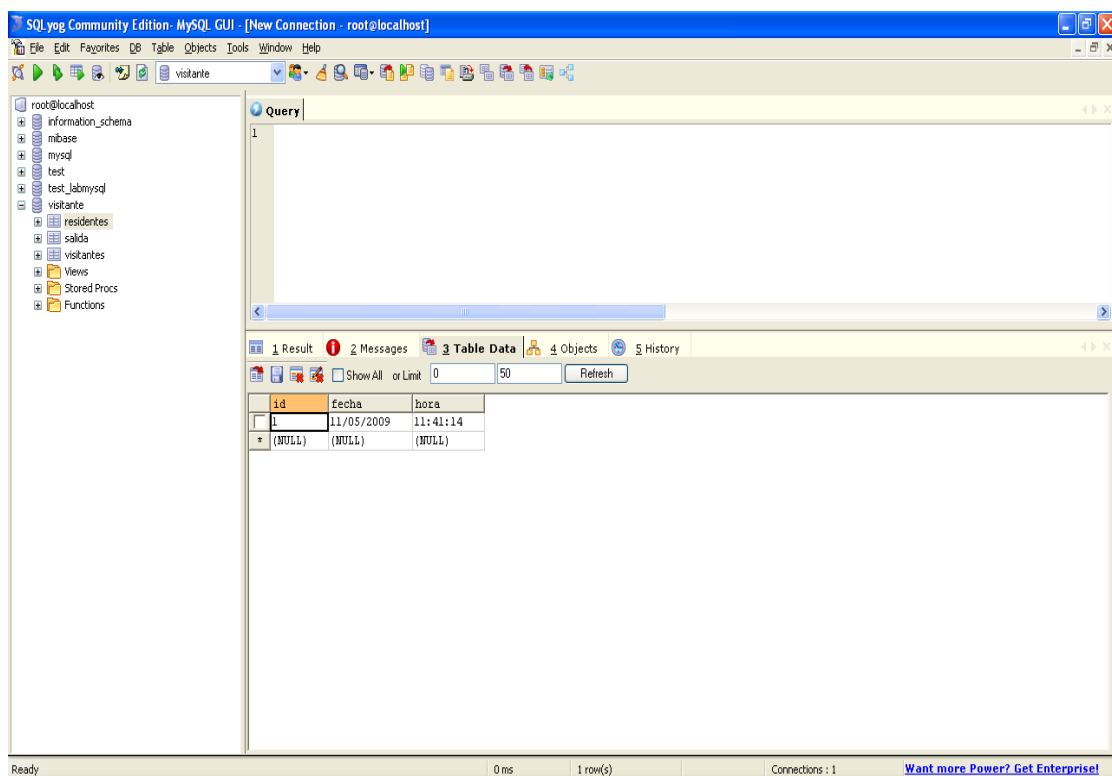 SQLyog Community Edition- MySQL GUI - [New Connection - root@localhost]
File Edit Favorites DB Table Objects Tools Window Help
visitante
root@localhost
information_schema
mibase
mysql
test
test_labmysql
visitante
residentes
salida
visitantes
Views
Stored Procs
Functions
Query
1
1 Result 2 Messages 3 Table Data 4 Objects 5 History
Show All or Limit 0 50 Refresh
id fecha hora
1 11/05/2009 11:41:14
* (NULL) (NULL) (NULL)
Ready 0 ms 1 row(s) Connections : 1 Want more Power? Get Enterprise!